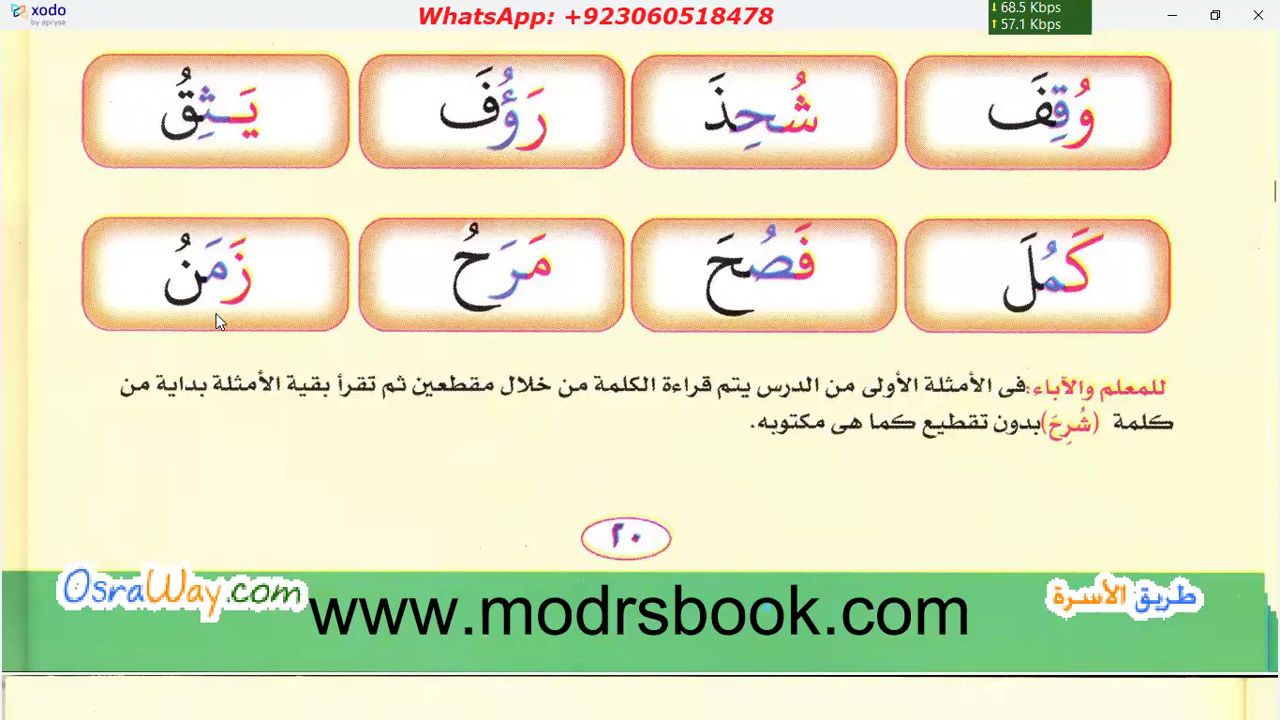 xodo
by apryse
WhatsApp: +923060518478
↓ 68.5 Kbps
↑ 57.1 Kbps
وُقِفَ شُحِذَ رَؤُفَ يَـثِقُ
كَمُلَ فَصُحَ مَرَحُ زَمَنُ
للمعلم والآباء:فى الأمثلة الأولى من الدرس يتم قراءة الكلمة من خلال مقطعين ثم تقرأ بقية الأمثلة بداية من
كلمة (شُرِحَ)بدون تقطيع كما هى مكتوبه.
٢٠
OsraWay.com
www.modrsbook.com
طريق الأسرة